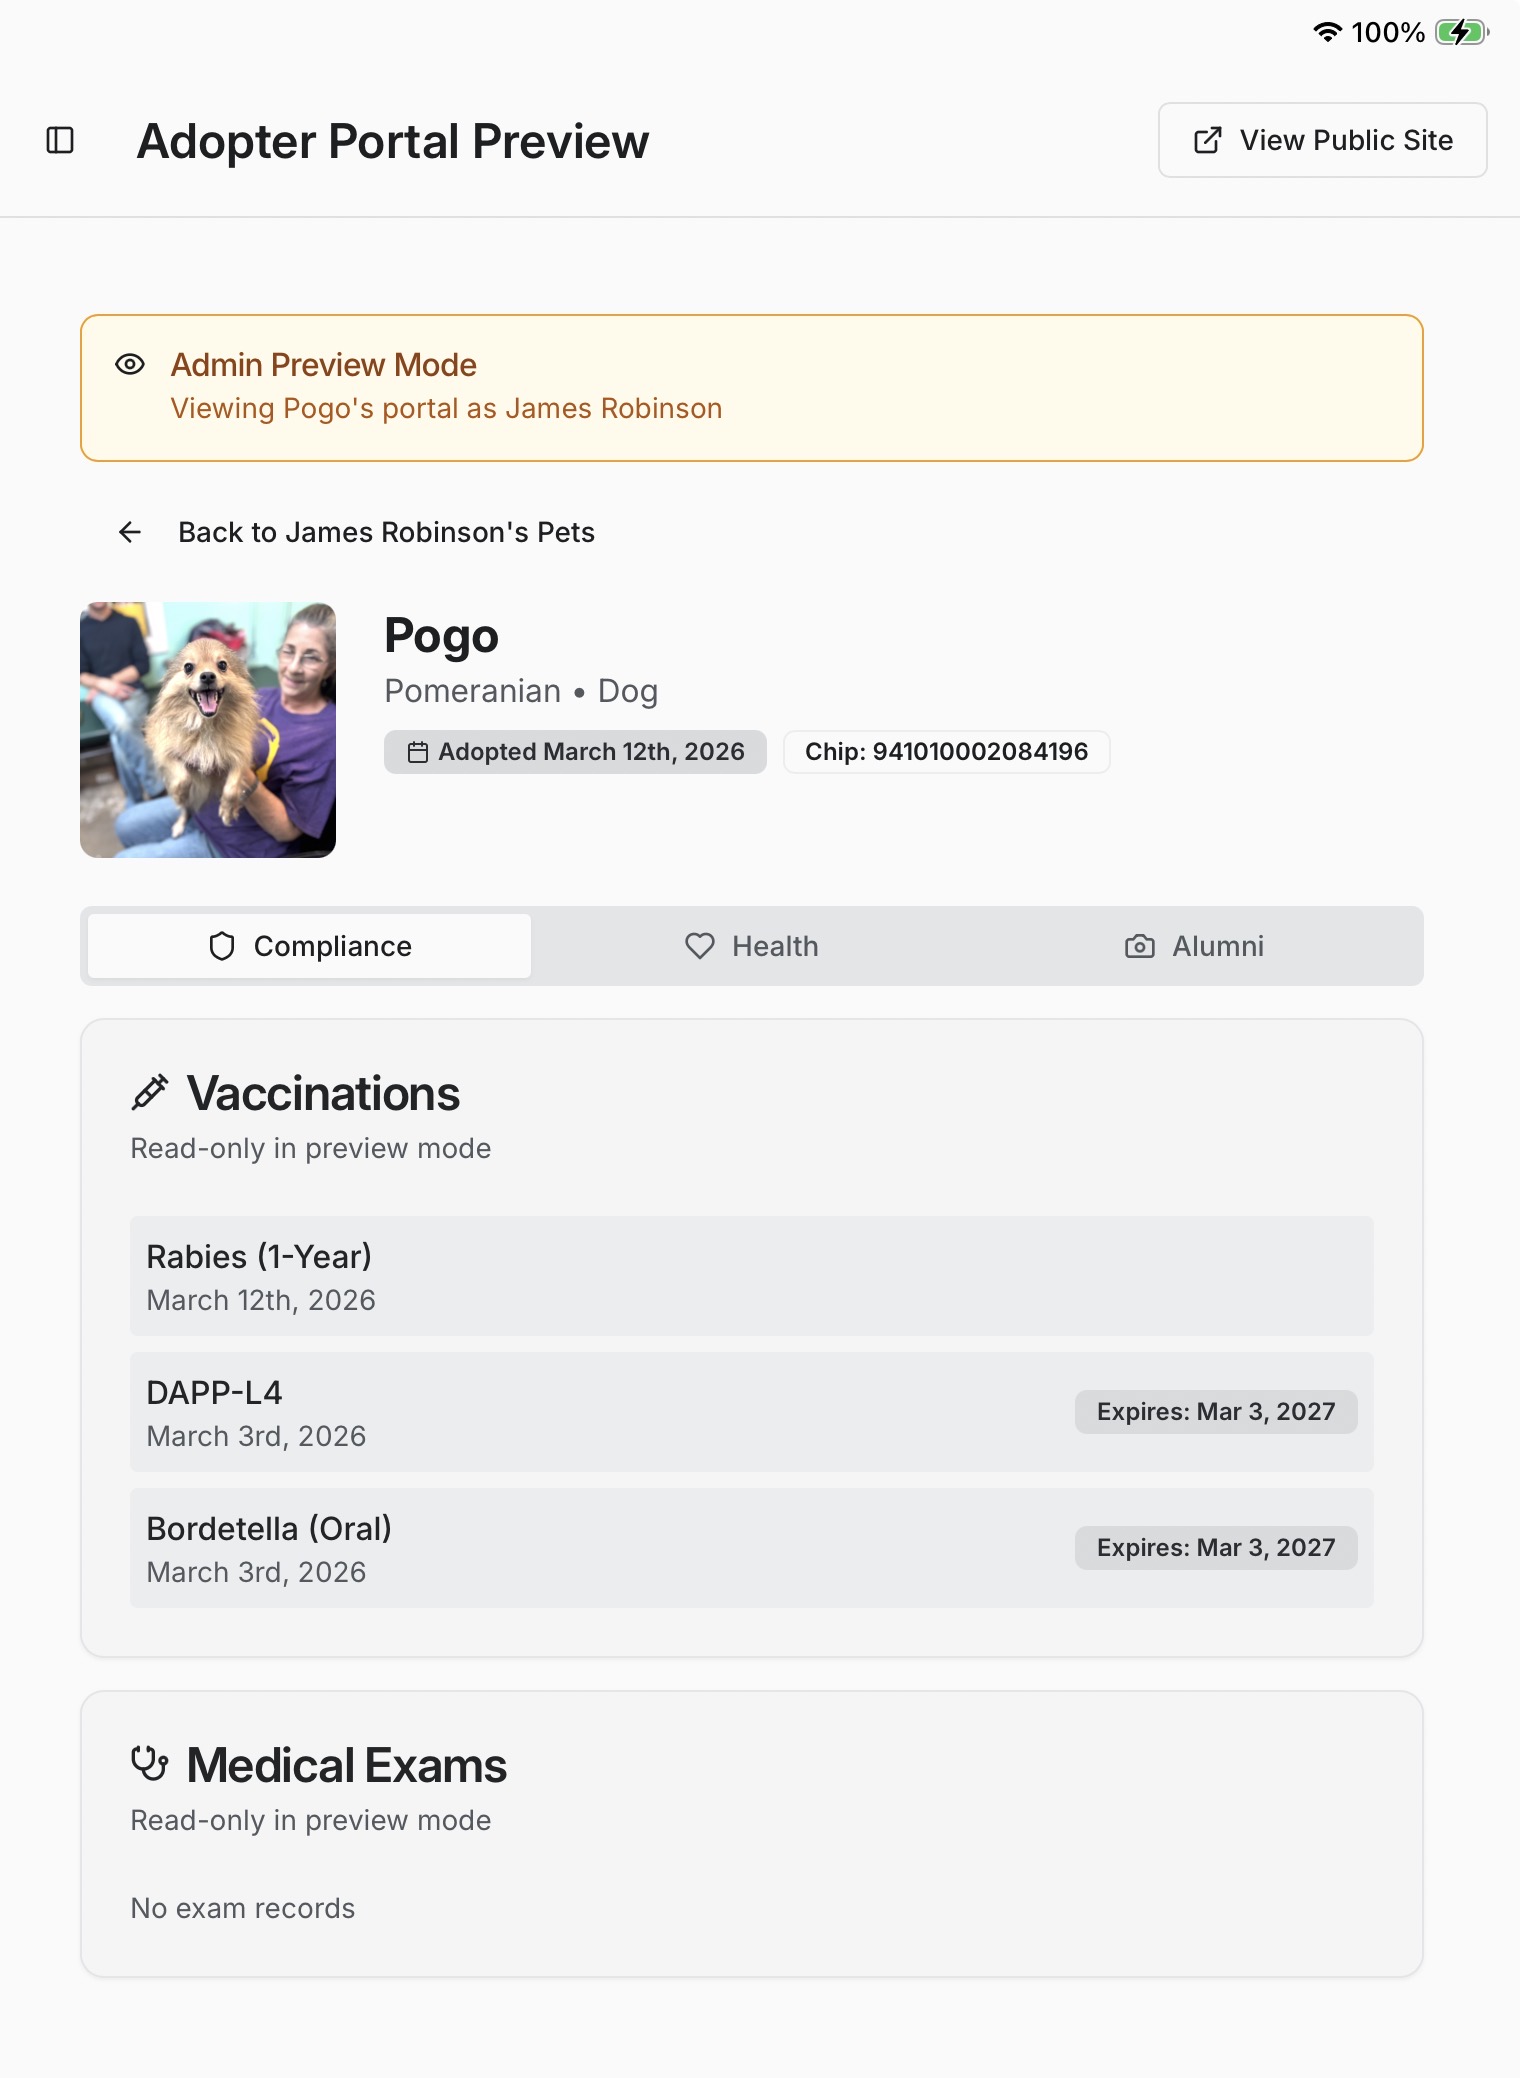 100%
Adopter Portal Preview
View Public Site
Admin Preview Mode
Viewing Pogo's portal as James Robinson
Back to James Robinson's Pets
Pogo
Pomeranian • Dog
Adopted March 12th, 2026
Chip: 941010002084196
Compliance
Health
Alumni
Vaccinations
Read-only in preview mode
Rabies (1-Year)
March 12th, 2026
DAPP-L4
March 3rd, 2026
Expires: Mar 3, 2027
Bordetella (Oral)
March 3rd, 2026
Expires: Mar 3, 2027
Medical Exams
Read-only in preview mode
No exam records